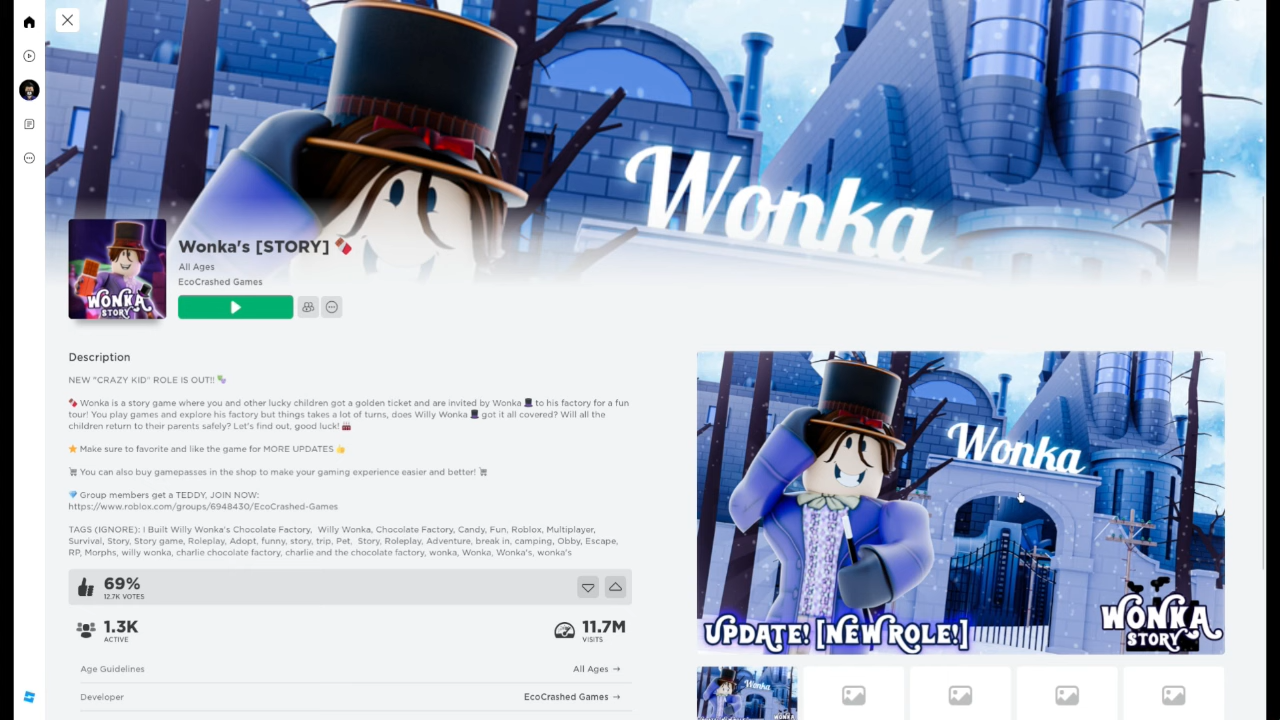 Wonka
Wonka's [STORY] 🍫
All Ages
EcoCrashed Games
WONKA
STORY
Description
NEW "CRAZY KID" ROLE IS OUT!! 🍬
🍫 Wonka is a story game where you and other lucky children got a golden ticket and are invited by Wonka 🎩 to his factory for a fun
tour! You play games and explore his factory but things takes a lot of turns, does Willy Wonka 🎩 got it all covered? Will all the
children return to their parents safely? Let's find out, good luck! 🏭
⭐ Make sure to favorite and like the game for MORE UPDATES 👍
🛒 You can also buy gamepasses in the shop to make your gaming experience easier and better! 🛒
💎 Group members get a TEDDY, JOIN NOW:
https://www.roblox.com/groups/6948430/EcoCrashed-Games
TAGS (IGNORE): I Built Willy Wonka's Chocolate Factory, Willy Wonka, Chocolate Factory, Candy, Fun, Roblox, Multiplayer,
Survival, Story, Story game, Roleplay, Adopt, funny, story, trip, Pet, Story, Roleplay, Adventure, break in, camping, Obby, Escape,
RP, Morphs, willy wonka, charlie chocolate factory, charlie and the chocolate factory, wonka, Wonka, Wonka's, wonka's
69%
12.7K VOTES
1.3K
ACTIVE
11.7M
VISITS
Age Guidelines
All Ages →
Developer
EcoCrashed Games →
Wonka
UPDATE! [NEW ROLE!]
WONKA
STORY
Wonka
WONKA